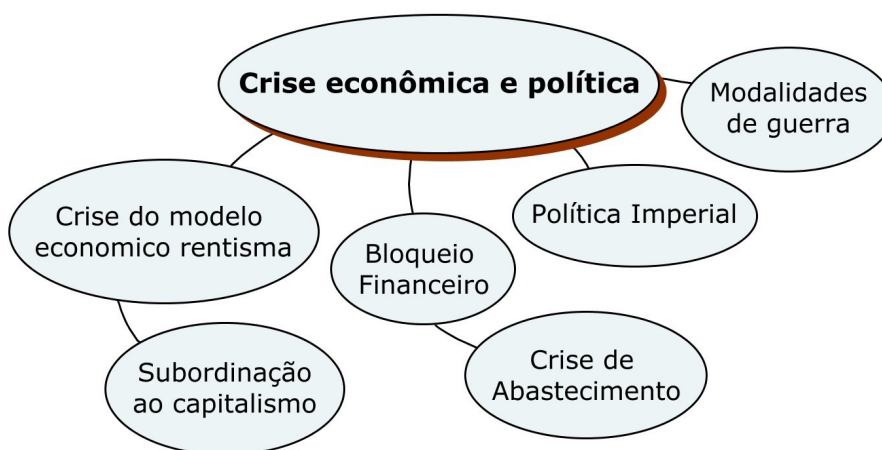 Crise econômica e política
Modalidades
de guerra
Crise do modelo
economico rentisma
Política Imperial
Bloqueio
Financeiro
Subordinação
ao capitalismo
Crise de
Abastecimento